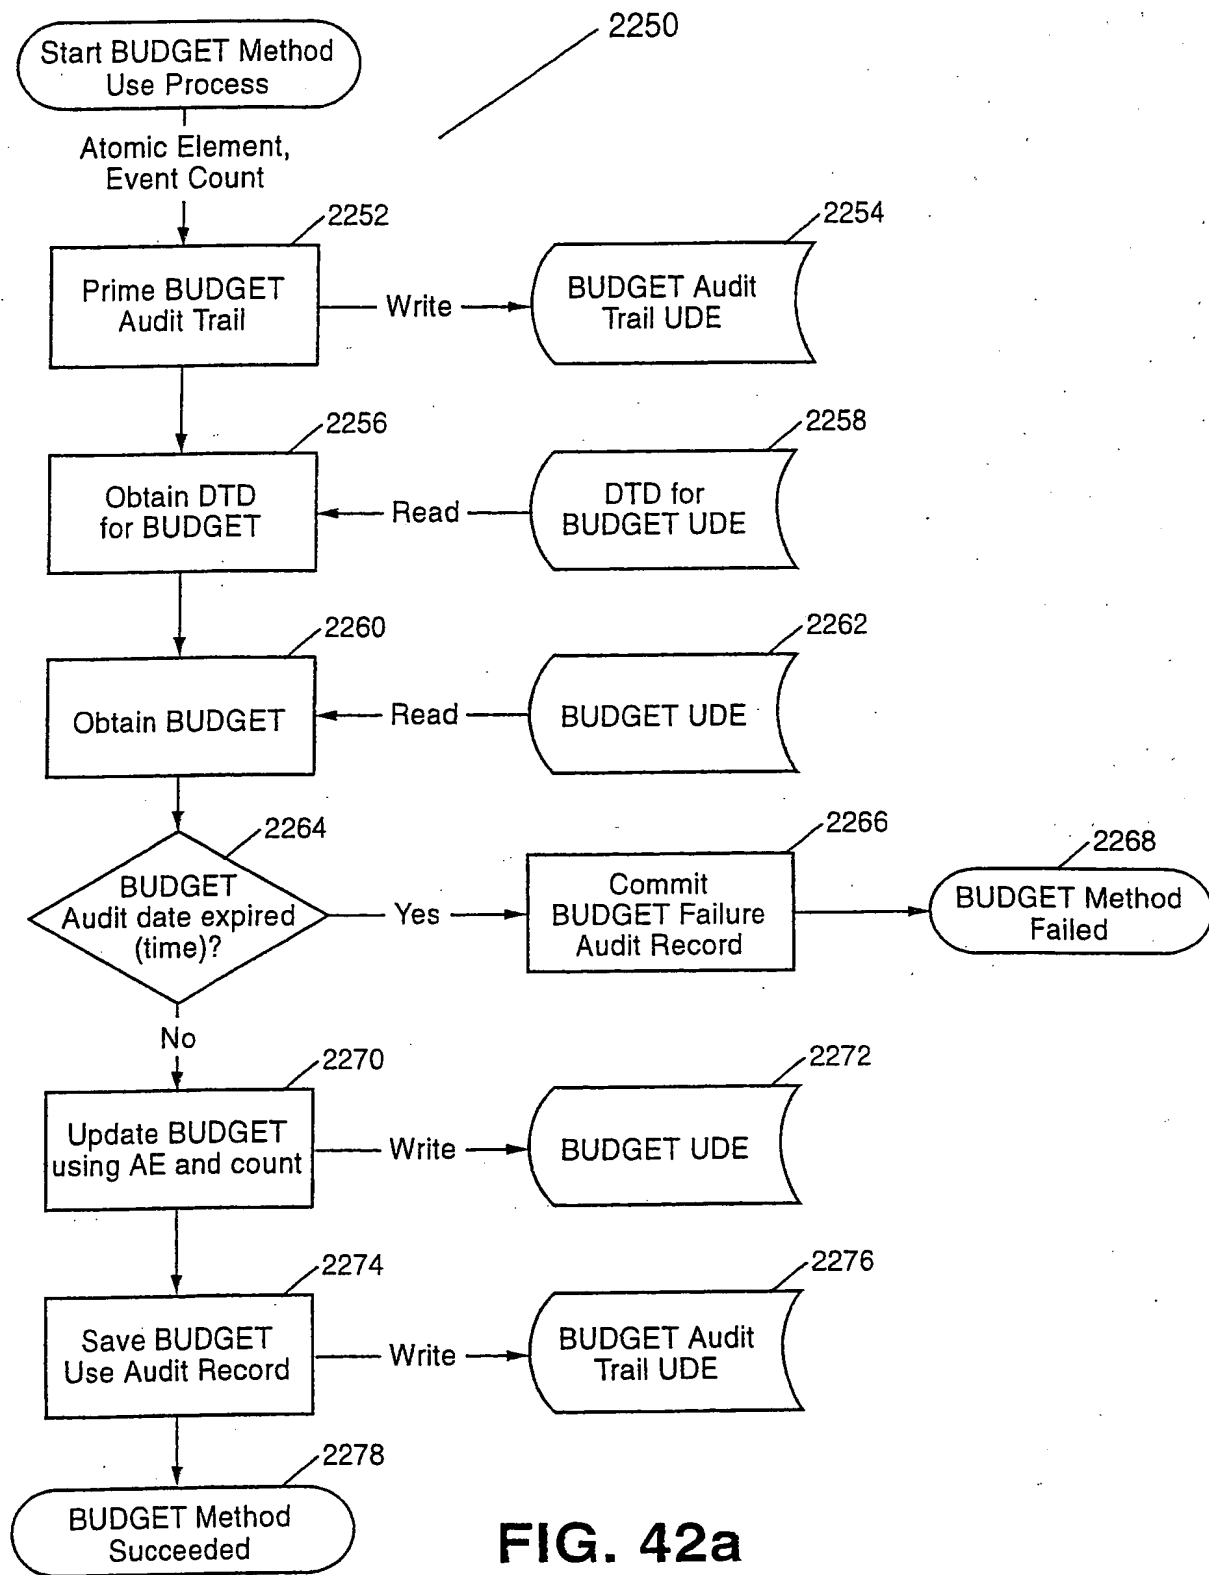 2250
Start BUDGET Method
Use Process
Atomic Element,
Event Count
2252
2254
Prime BUDGET
Audit Trail
Write
BUDGET Audit
Trail UDE
2256
2258
Obtain DTD
for BUDGET
Read
DTD for
BUDGET UDE
2260
2262
Obtain BUDGET
Read
BUDGET UDE
2264
2266
2268
BUDGET
Audit date expired
(time)?
Yes
Commit
BUDGET Failure
Audit Record
BUDGET Method
Failed
No
2270
2272
Update BUDGET
using AE and count
Write
BUDGET UDE
2274
2276
Save BUDGET
Use Audit Record
Write
BUDGET Audit
Trail UDE
2278
BUDGET Method
Succeeded
FIG. 42a